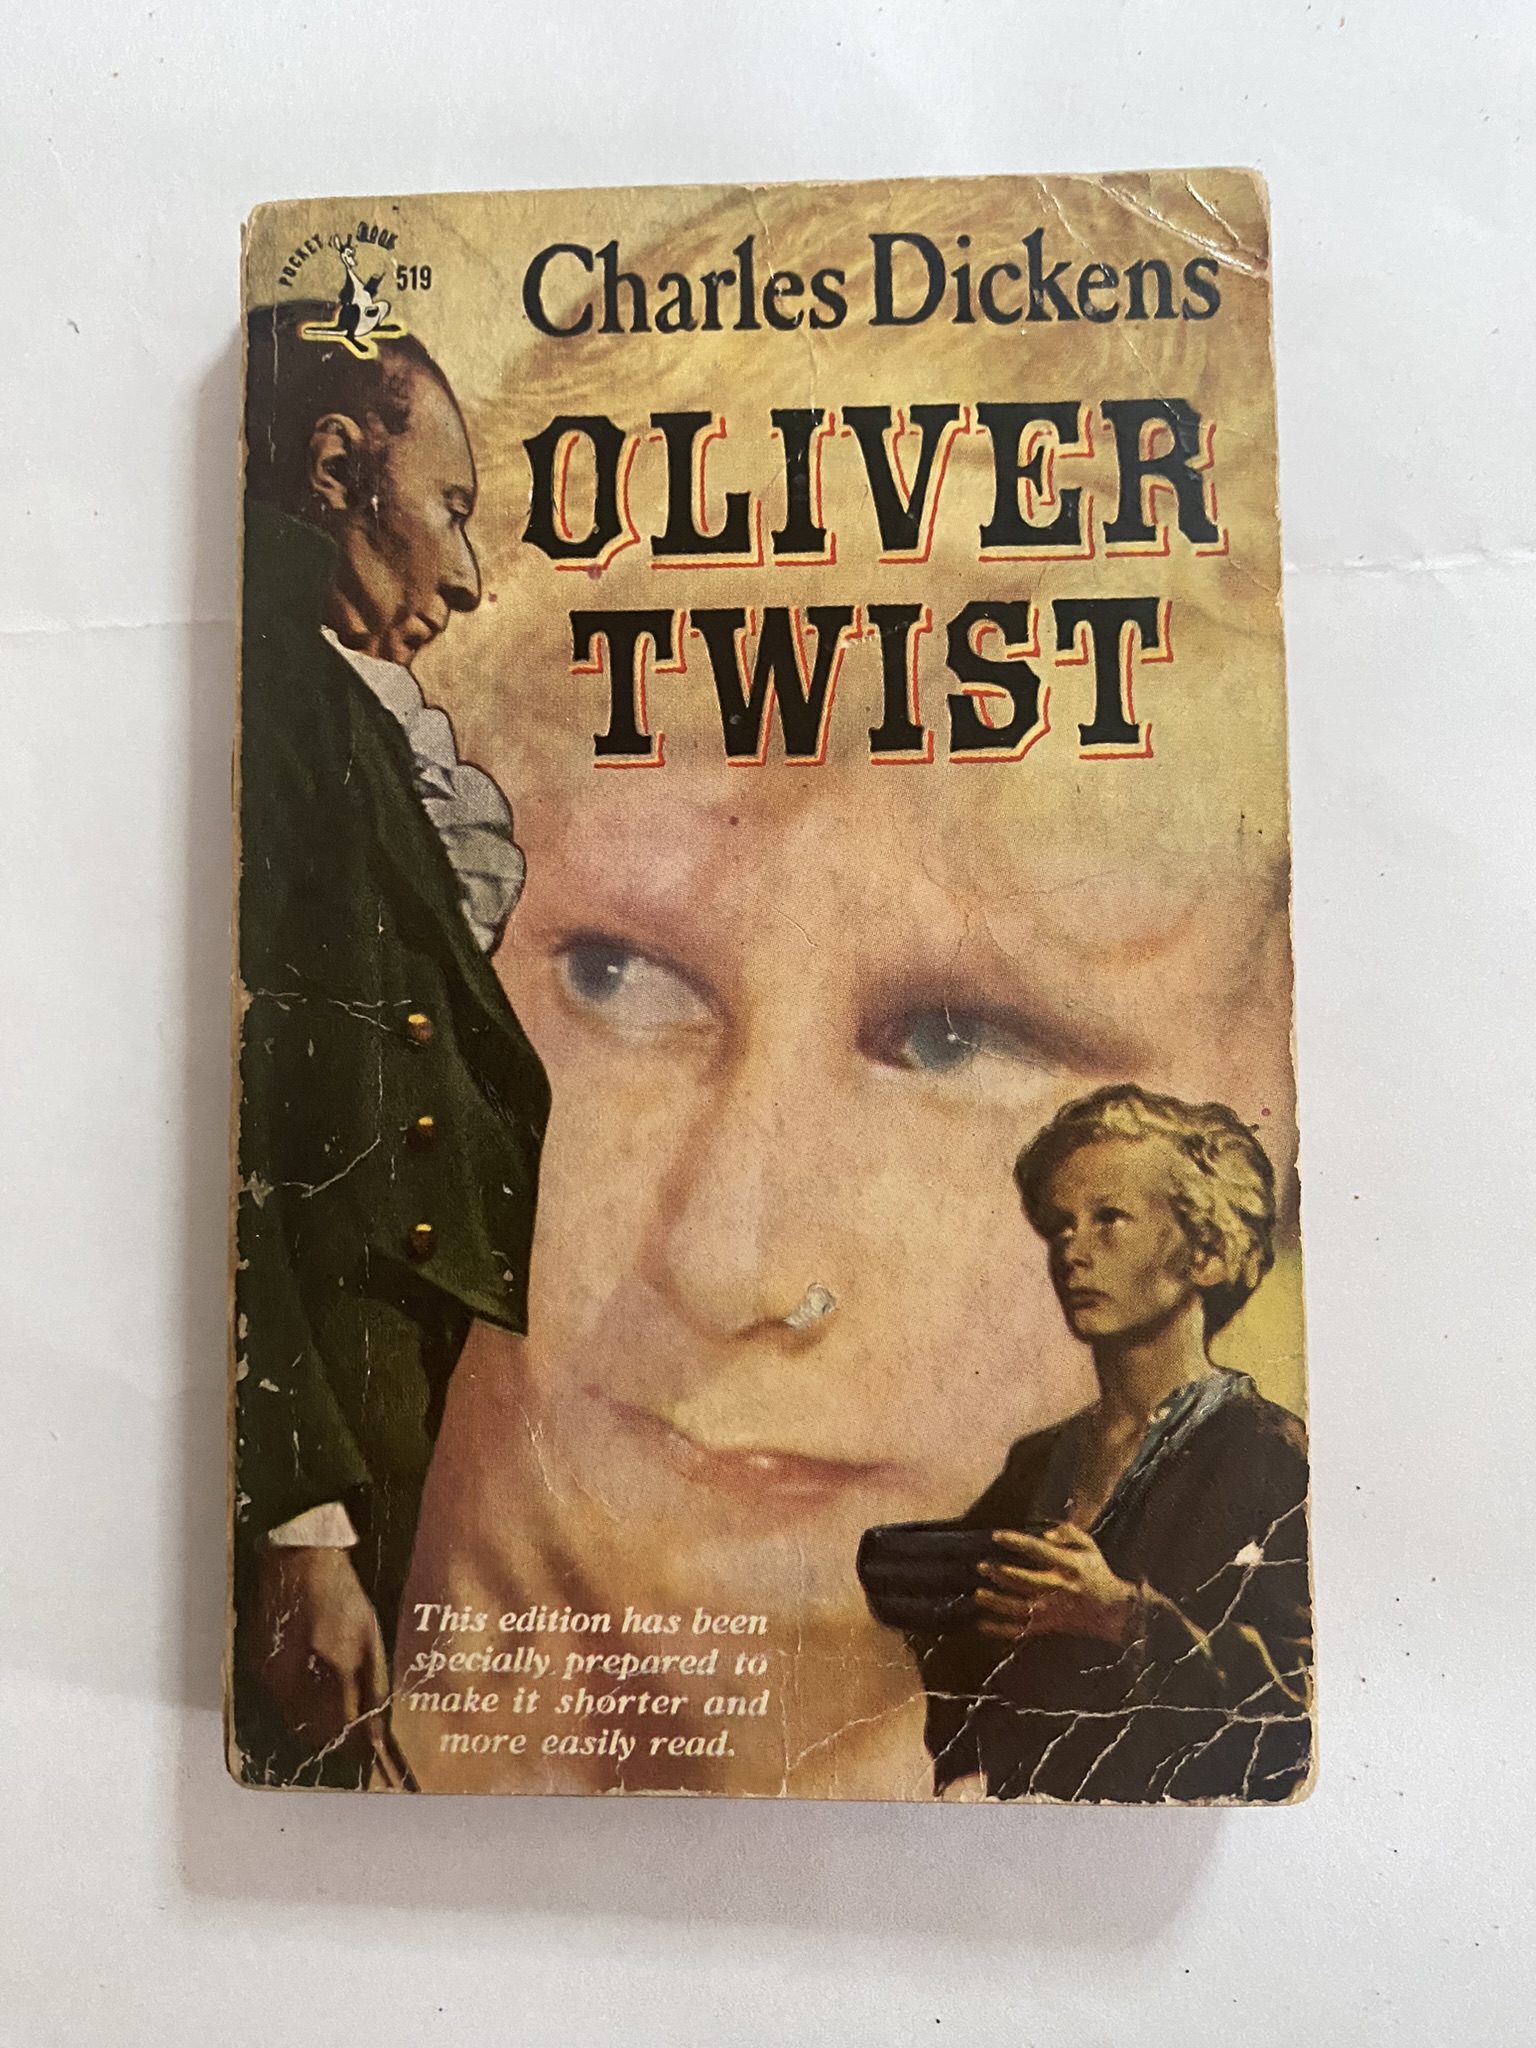 POCKET BOOK
519
Charles Dickens
OLIVER
TWIST
This edition has been
specially prepared to
make it shorter and
more easily read.